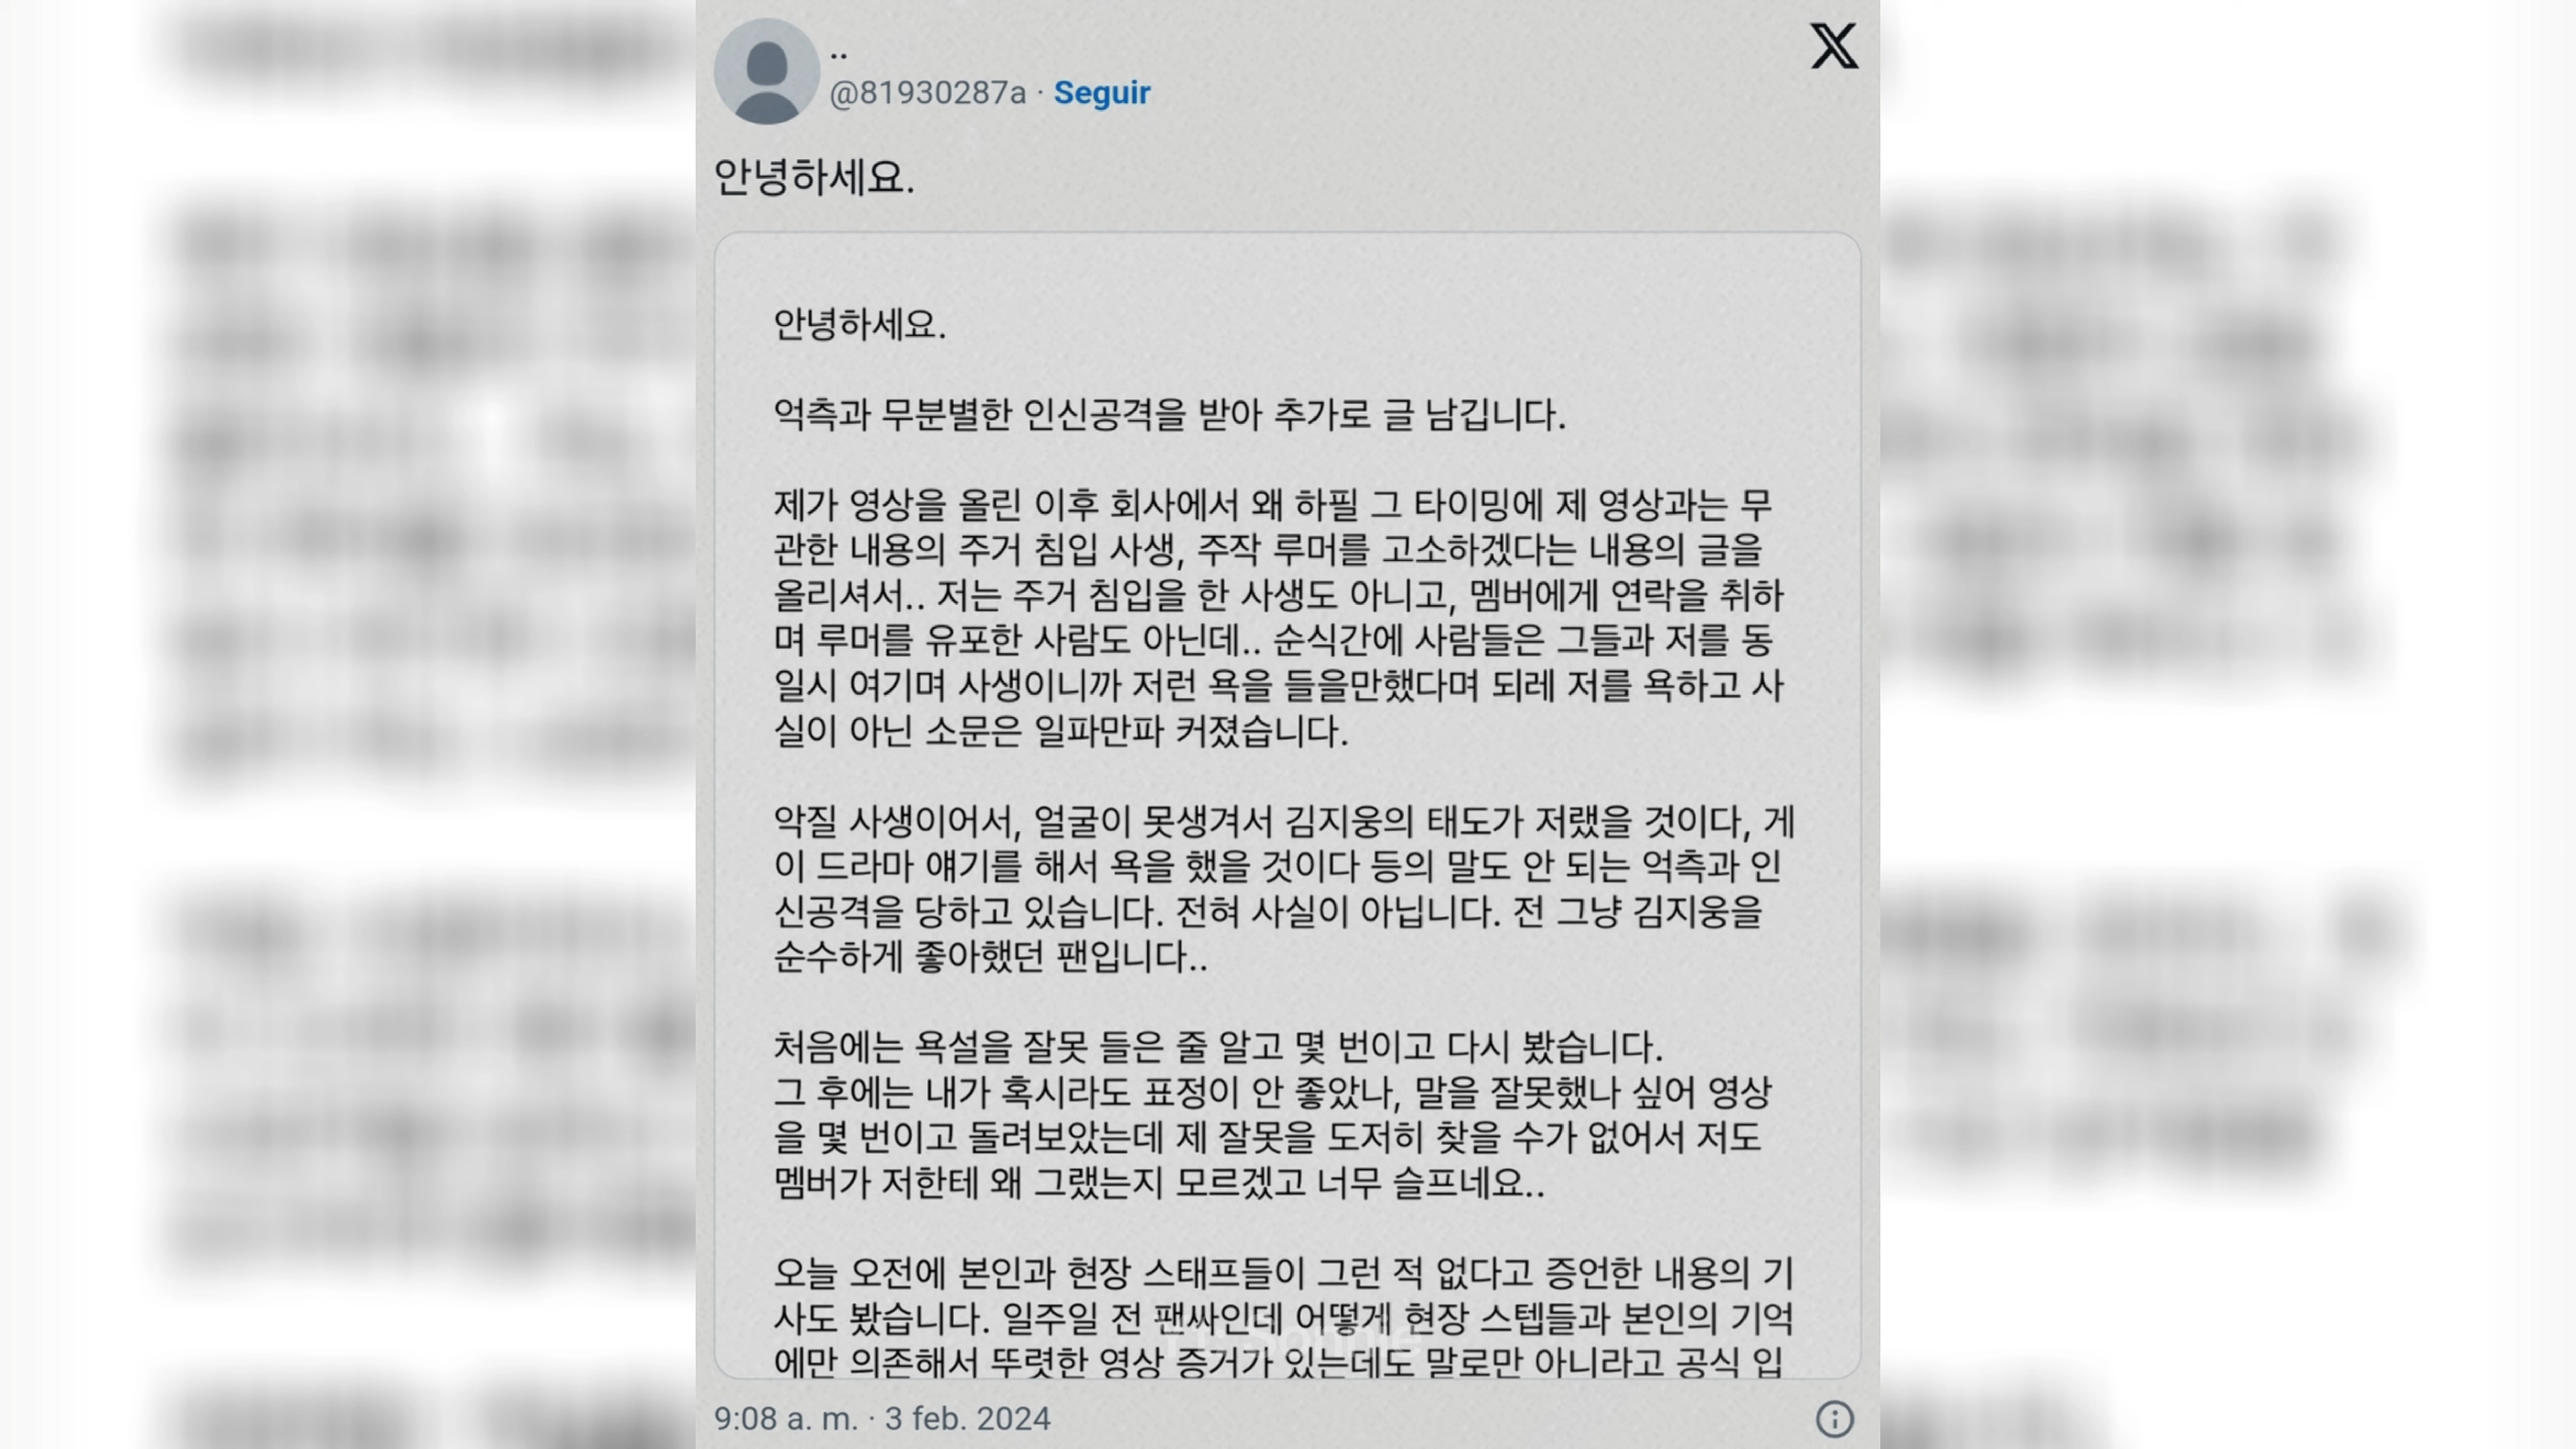 ..
@81930287a · Seguir
안녕하세요.
안녕하세요.
억측과 무분별한 인신공격을 받아 추가로 글 남깁니다.
제가 영상을 올린 이후 회사에서 왜 하필 그 타이밍에 제 영상과는 무
관한 내용의 주거 침입 사생, 주작 루머를 고소하겠다는 내용의 글을
올리셔서.. 저는 주거 침입을 한 사생도 아니고, 멤버에게 연락을 취하
며 루머를 유포한 사람도 아닌데.. 순식간에 사람들은 그들과 저를 동
일시 여기며 사생이니까 저런 욕을 들을만했다며 되레 저를 욕하고 사
실이 아닌 소문은 일파만파 커졌습니다.
악질 사생이어서, 얼굴이 못생겨서 김지웅의 태도가 저랬을 것이다, 게
이 드라마 얘기를 해서 욕을 했을 것이다 등의 말도 안 되는 억측과 인
신공격을 당하고 있습니다. 전혀 사실이 아닙니다. 전 그냥 김지웅을
순수하게 좋아했던 팬입니다..
처음에는 욕설을 잘못 들은 줄 알고 몇 번이고 다시 봤습니다.
그 후에는 내가 혹시라도 표정이 안 좋았나, 말을 잘못했나 싶어 영상
을 몇 번이고 돌려보았는데 제 잘못을 도저히 찾을 수가 없어서 저도
멤버가 저한테 왜 그랬는지 모르겠고 너무 슬프네요..
오늘 오전에 본인과 현장 스태프들이 그런 적 없다고 증언한 내용의 기
사도 봤습니다. 일주일 전 팬싸인데 어떻게 현장 스텝들과 본인의 기억
에만 의존해서 뚜렷한 영상 증거가 있는데도 말로만 아니라고 공식 입
9:08 a. m. · 3 feb. 2024